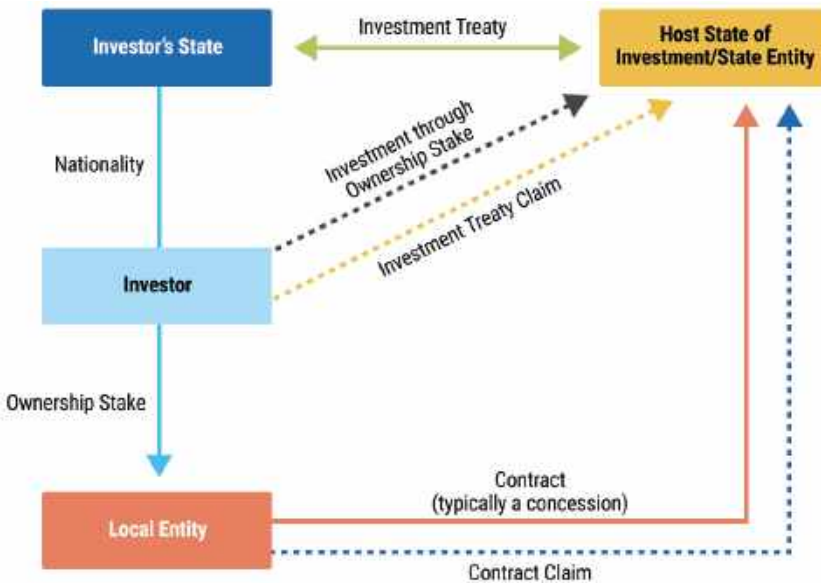 Investor's State
Investment Treaty
Host State of
Investment/State Entity
Nationality
Investment through
Ownership Stake
Investment Treaty Claim
Investor
Ownership Stake
Contract
(typically a concession)
Local Entity
Contract Claim